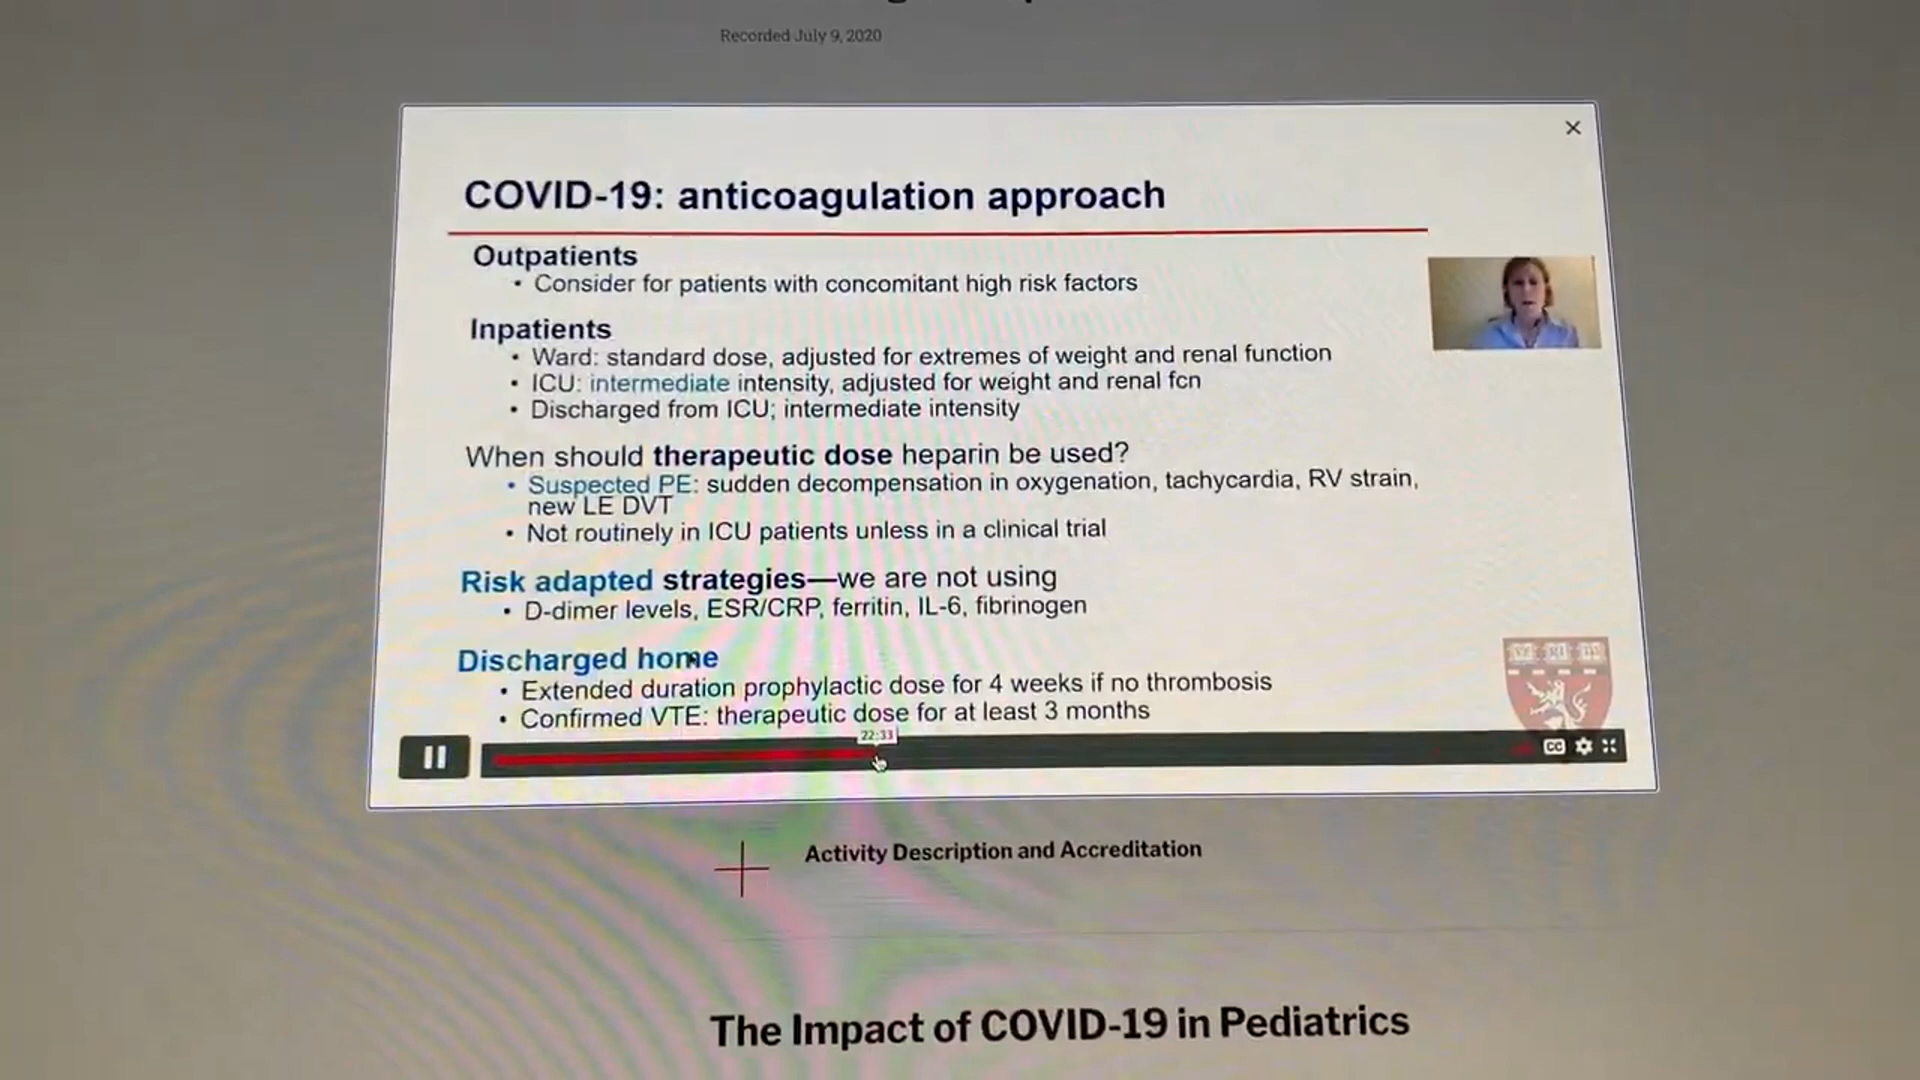 Recorded July 9, 2020
COVID-19: anticoagulation approach
Outpatients
• Consider for patients with concomitant high risk factors
Inpatients
• Ward: standard dose, adjusted for extremes of weight and renal function
• ICU: intermediate intensity, adjusted for weight and renal fcn
• Discharged from ICU; intermediate intensity
When should therapeutic dose heparin be used?
• Suspected PE: sudden decompensation in oxygenation, tachycardia, RV strain,
new LE DVT
• Not routinely in ICU patients unless in a clinical trial
Risk adapted strategies—we are not using
• D-dimer levels, ESR/CRP, ferritin, IL-6, fibrinogen
Discharged home
• Extended duration prophylactic dose for 4 weeks if no thrombosis
• Confirmed VTE: therapeutic dose for at least 3 months
VE RI TAS
22:33
CC
Activity Description and Accreditation
The Impact of COVID-19 in Pediatrics